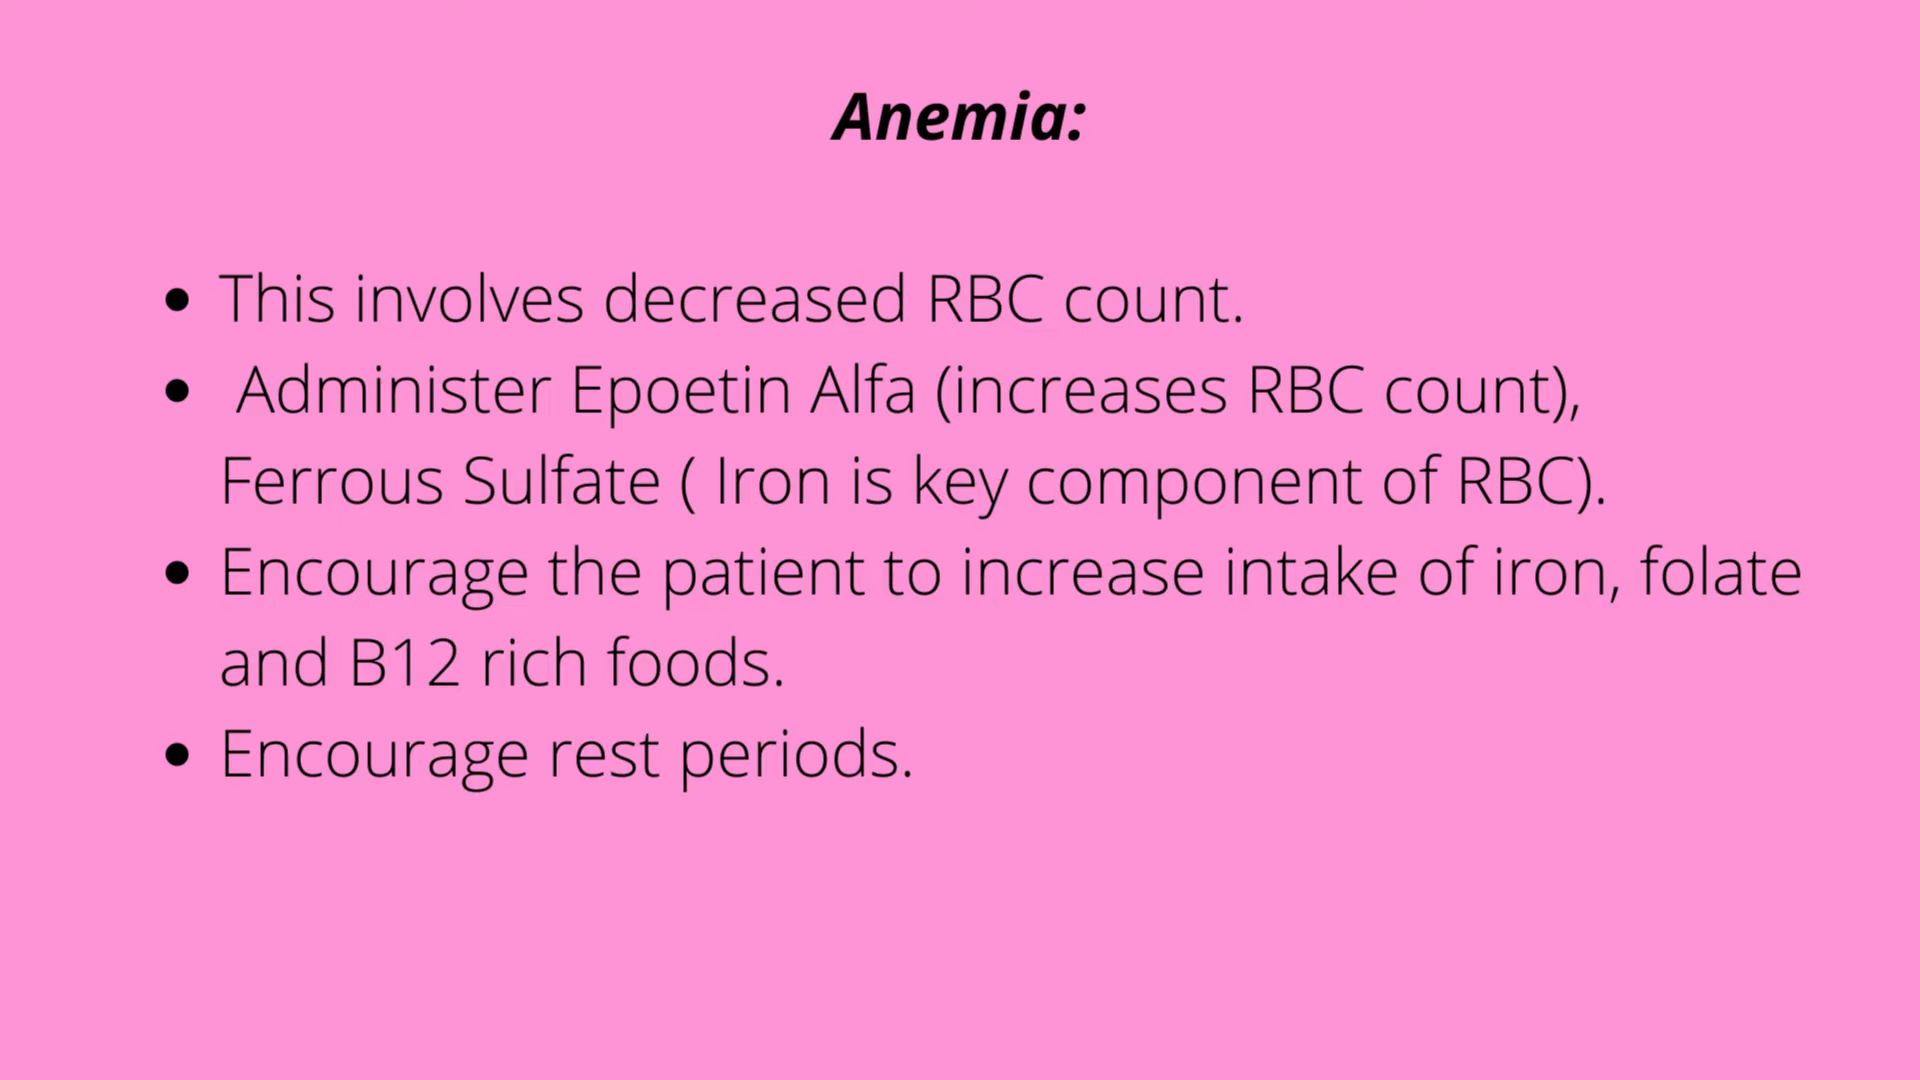 Anemia:
• This involves decreased RBC count.
• Administer Epoetin Alfa (increases RBC count),
Ferrous Sulfate ( Iron is key component of RBC).
• Encourage the patient to increase intake of iron, folate
and B12 rich foods.
• Encourage rest periods.